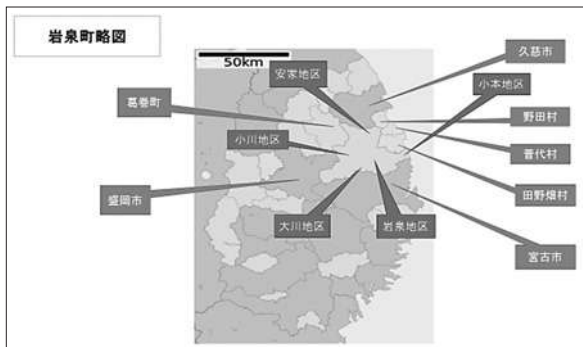 岩泉町略図
50km
久慈市
安家地区
小本地区
葛巻町
野田村
小川地区
普代村
盛岡市
田野畑村
大川地区
岩泉地区
宮古市